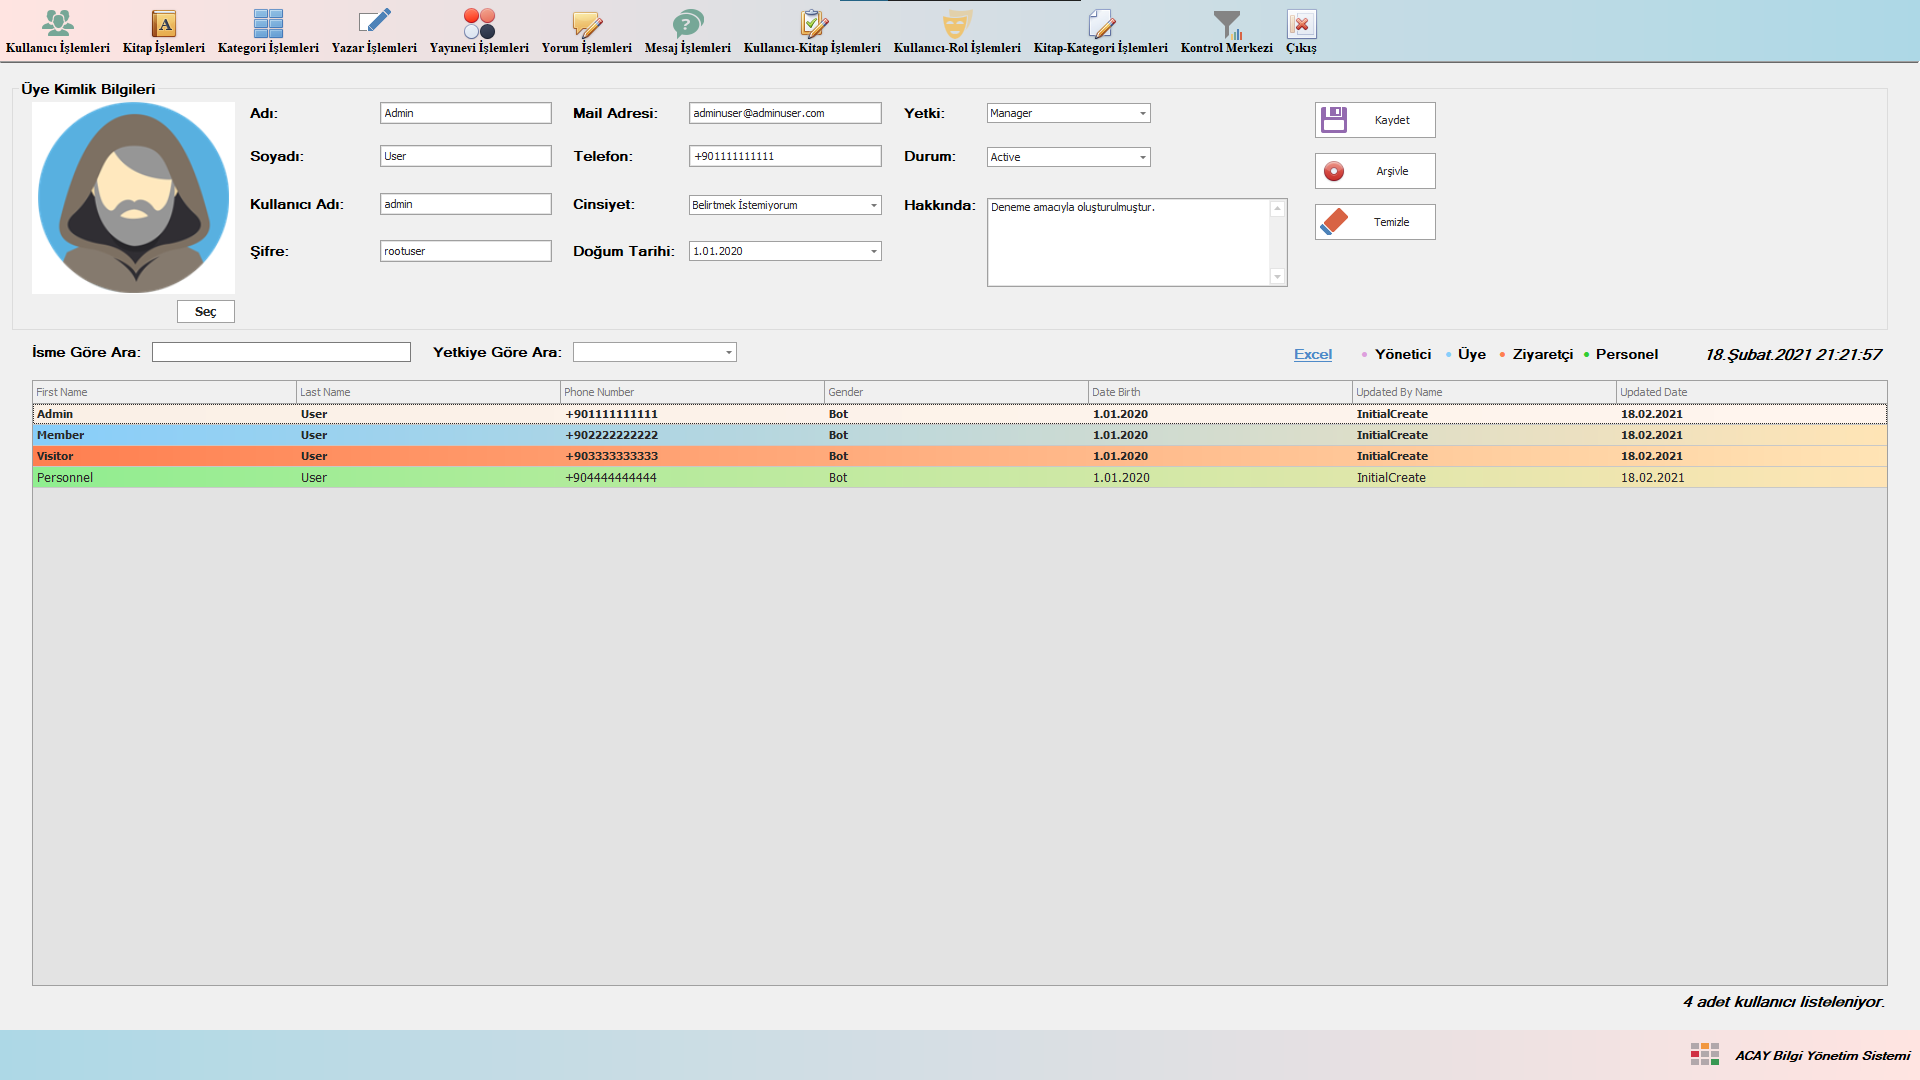 Kullanıcı İşlemleri Kitap İşlemleri Kategori İşlemleri Yazar İşlemleri Yayınevi İşlemleri Yorum İşlemleri Mesaj İşlemleri Kullanıcı-Kitap İşlemleri Kullanıcı-Rol İşlemleri Kitap-Kategori İşlemleri Kontrol Merkezi Çıkış
Üye Kimlik Bilgileri
Adı: Admin Mail Adresi: adminuser@adminuser.com Yetki: Manager Kaydet
Soyadı: User Telefon: +901111111111 Durum: Active Arşivle
Kullanıcı Adı: admin Cinsiyet: Belirtmek İstemiyorum Hakkında: Deneme amacıyla oluşturulmuştur. Temizle
Şifre: rootuser Doğum Tarihi: 1.01.2020
Seç
İsme Göre Ara: Yetkiye Göre Ara: Excel Yönetici Üye Ziyaretçi Personel 18.Şubat.2021 21:21:57
First Name Last Name Phone Number Gender Date Birth Updated By Name Updated Date
Admin User +901111111111 Bot 1.01.2020 InitialCreate 18.02.2021
Member User +902222222222 Bot 1.01.2020 InitialCreate 18.02.2021
Visitor User +903333333333 Bot 1.01.2020 InitialCreate 18.02.2021
Personnel User +904444444444 Bot 1.01.2020 InitialCreate 18.02.2021
4 adet kullanıcı listeleniyor.
ACAY Bilgi Yönetim Sistemi